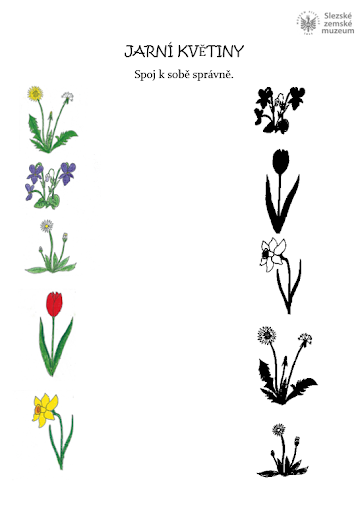 Slezské
zemské
muzeum
JARNÍ KVĚTINY
Spoj k sobě správně.